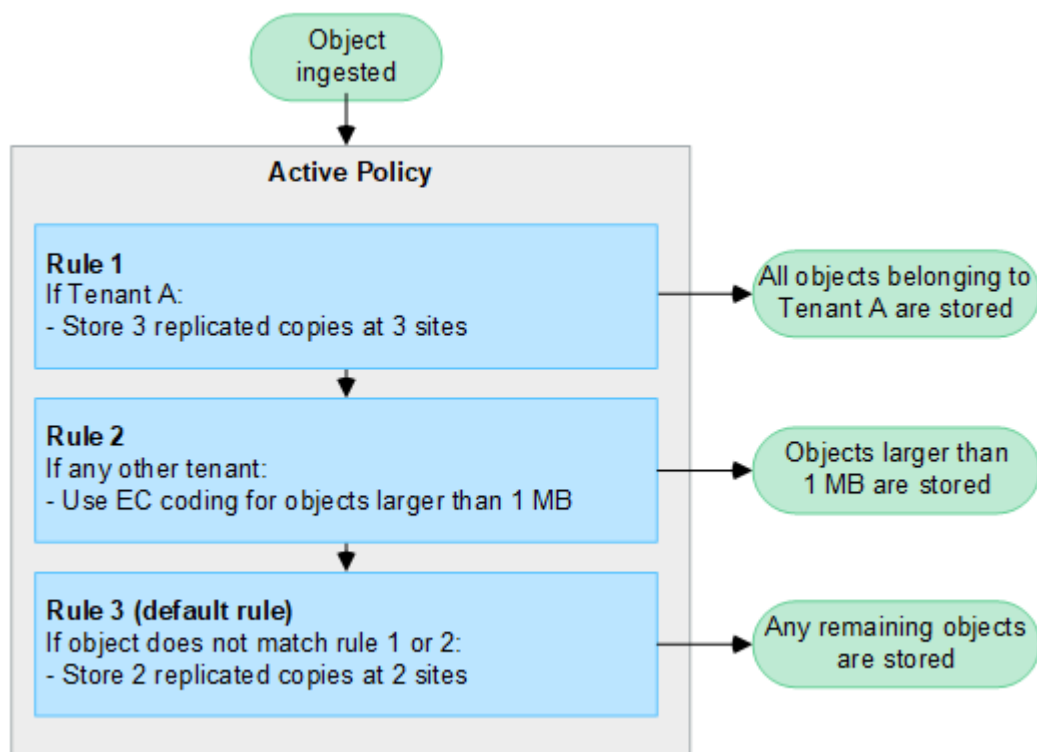 Object
ingested
Active Policy
Rule 1
If Tenant A:
- Store 3 replicated copies at 3 sites
All objects belonging to
Tenant A are stored
Rule 2
If any other tenant:
- Use EC coding for objects larger than 1 MB
Objects larger than
1 MB are stored
Rule 3 (default rule)
If object does not match rule 1 or 2:
- Store 2 replicated copies at 2 sites
Any remaining objects
are stored